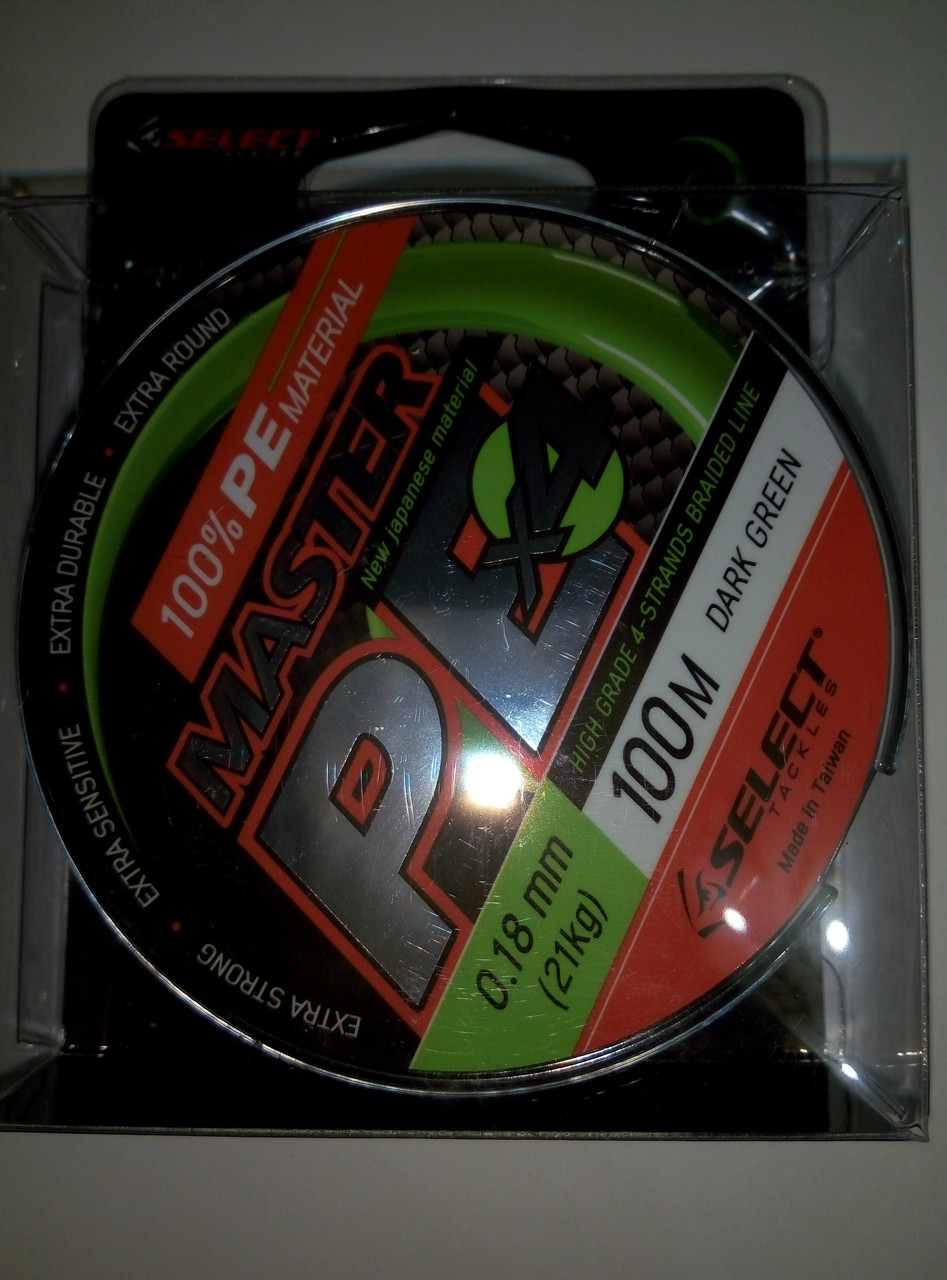 SELECT
100% PE MATERIAL
MASTER
New japanese material
PE
X4
HIGH GRADE 4-STRANDS BRAIDED LINE
100M DARK GREEN
0.18 mm
(21kg)
SELECT®
TACKLES
Made In Taiwan
EXTRA ROUND • EXTRA DURABLE • EXTRA SENSITIVE • EXTRA STRONG